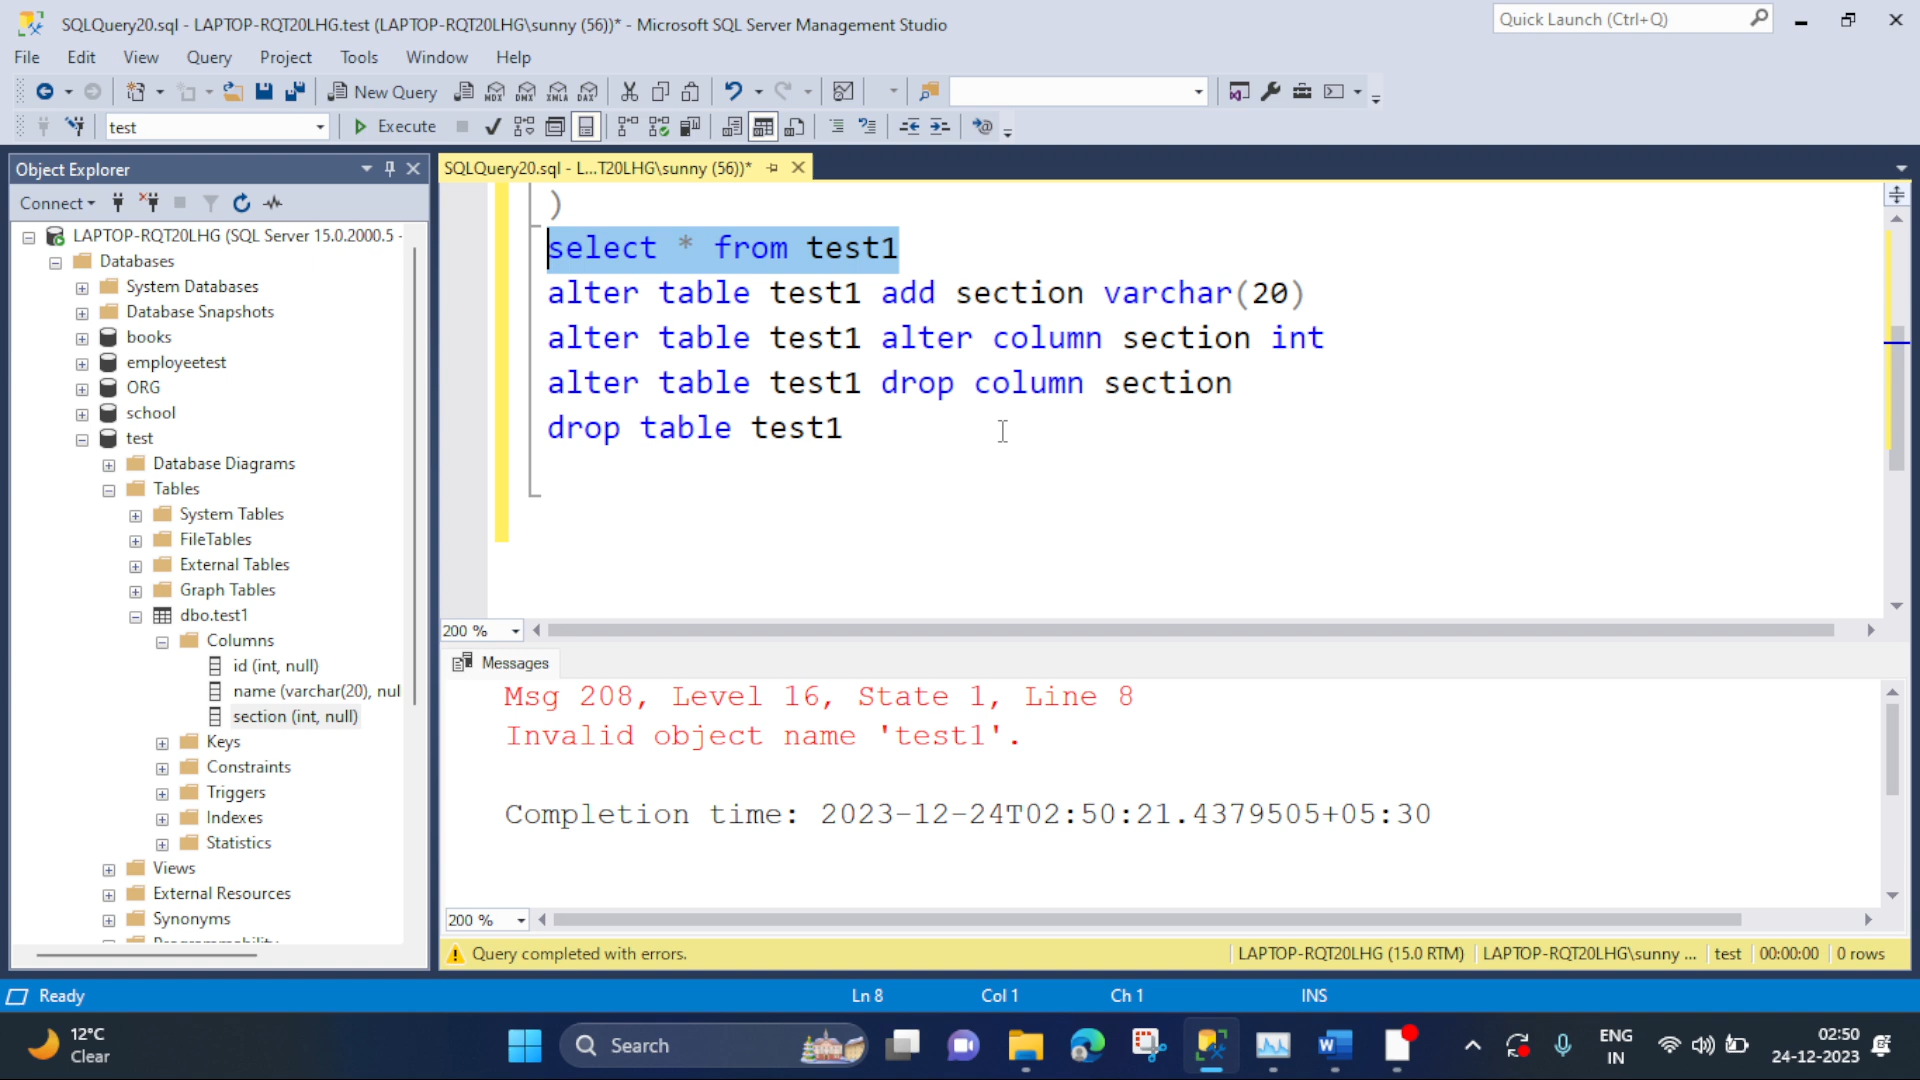 SQLQuery20.sql - LAPTOP-RQT20LHG.test (LAPTOP-RQT20LHG\sunny (56))* - Microsoft SQL Server Management Studio
Quick Launch (Ctrl+Q)
File Edit View Query Project Tools Window Help
New Query
MDX DMX XMLA DAX
test
Execute
Object Explorer
SQLQuery20.sql - L...T20LHG\sunny (56))*
Connect
LAPTOP-RQT20LHG (SQL Server 15.0.2000.5 -
Databases
System Databases
Database Snapshots
books
employeetest
ORG
school
test
Database Diagrams
Tables
System Tables
FileTables
External Tables
Graph Tables
dbo.test1
Columns
id (int, null)
name (varchar(20), nul
section (int, null)
Keys
Constraints
Triggers
Indexes
Statistics
Views
External Resources
Synonyms
)
select * from test1
alter table test1 add section varchar(20)
alter table test1 alter column section int
alter table test1 drop column section
drop table test1
200 %
Messages
Msg 208, Level 16, State 1, Line 8
Invalid object name 'test1'.
Completion time: 2023-12-24T02:50:21.4379505+05:30
200 %
Query completed with errors.
LAPTOP-RQT20LHG (15.0 RTM)
LAPTOP-RQT20LHG\sunny ...
test
00:00:00
0 rows
Ready
Ln 8
Col 1
Ch 1
INS
12°C
Clear
Search
ENG
IN
02:50
24-12-2023